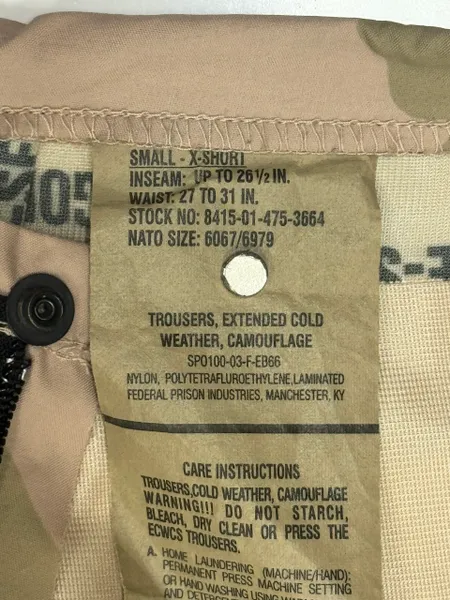 SMALL - X-SHORT
INSEAM: UP TO 26 1/2 IN.
WAIST: 27 TO 31 IN.
STOCK NO: 8415-01-475-3664
NATO SIZE: 6067/6979
TROUSERS, EXTENDED COLD
WEATHER, CAMOUFLAGE
SPO100-03-F-EB66
NYLON, POLYTETRAFLUROETHYLENE,LAMINATED
FEDERAL PRISON INDUSTRIES, MANCHESTER, KY
CARE INSTRUCTIONS
TROUSERS,COLD WEATHER, CAMOUFLAGE
WARNING!!! DO NOT STARCH,
BLEACH, DRY CLEAN OR PRESS THE
ECWCS TROUSERS.
A. HOME LAUNDERING (MACHINE/HAND):
PERMANENT PRESS MACHINE SETTING
OR HAND WASHING USING